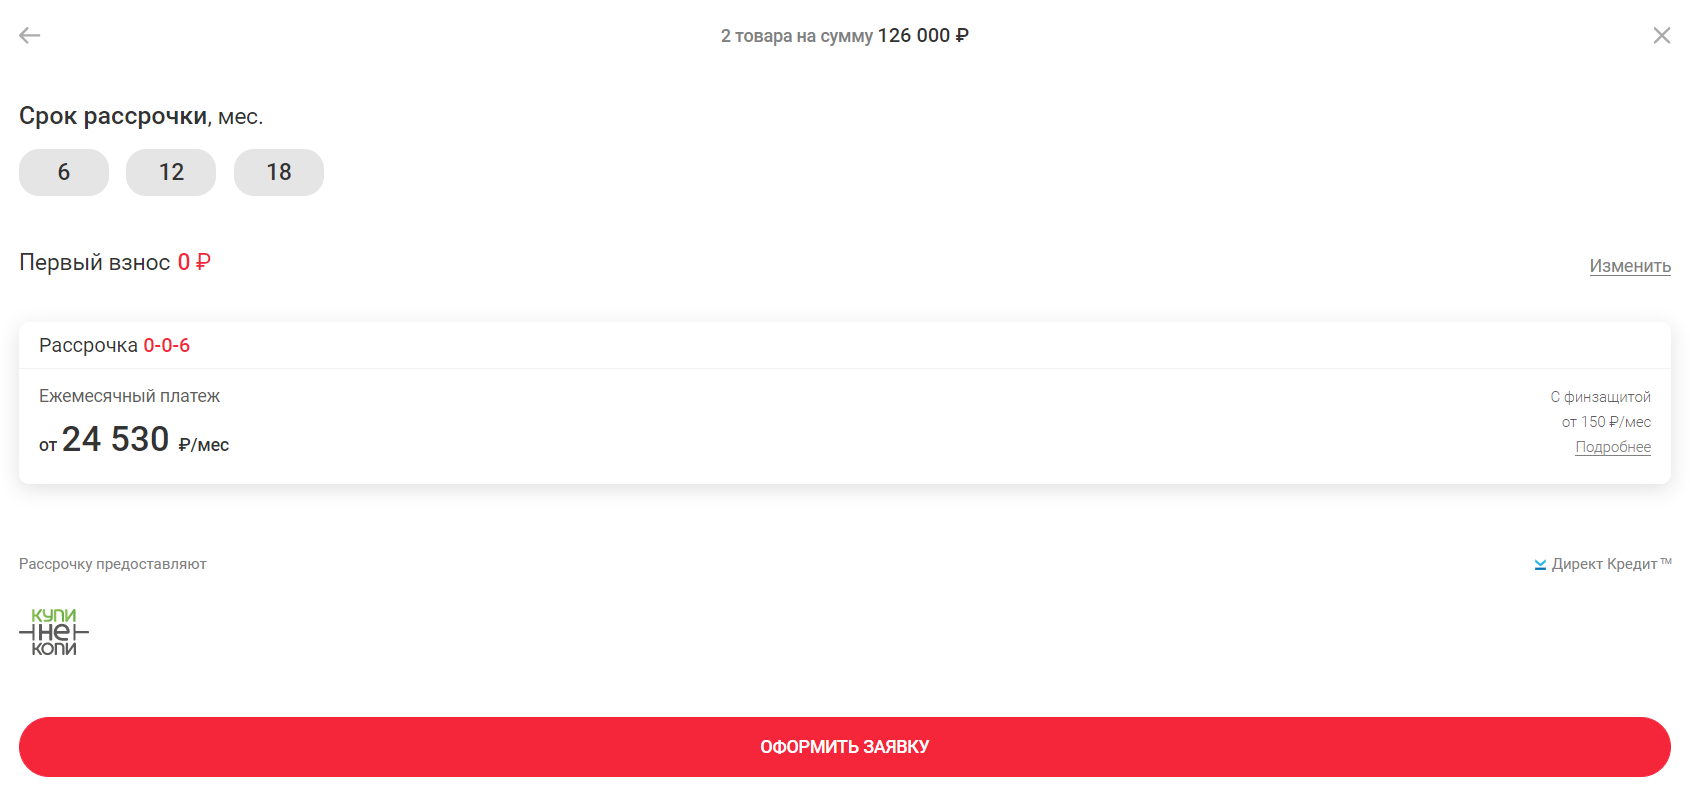 2 товара на сумму 126 000 ₽
Срок рассрочки, мес.
6 12 18
Первый взнос 0 ₽
Изменить
Рассрочка 0-0-6
Ежемесячный платеж
от 24 530 ₽/мес
С финзащитой
от 150 ₽/мес
Подробнее
Рассрочку предоставляют
Директ Кредит™
КУПИ
не
КОПИ
ОФОРМИТЬ ЗАЯВКУ